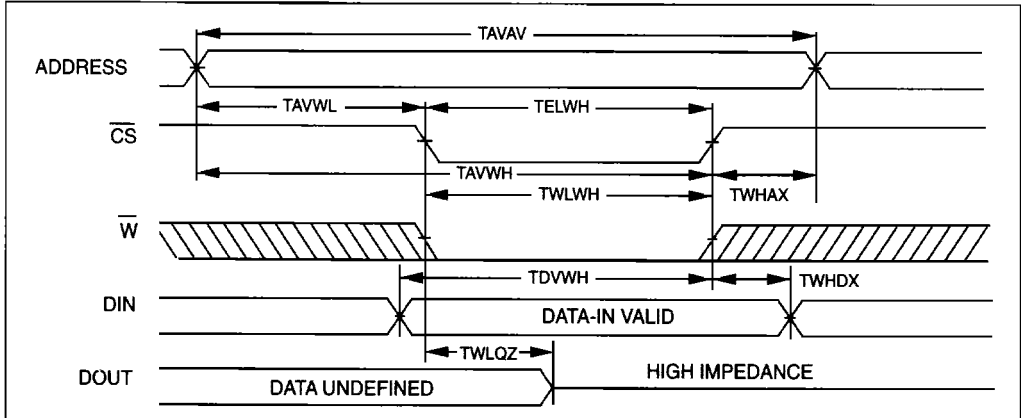 TAVAV
ADDRESS
TAVWL TELWH
CS
TAVWH TWHAX
TWLWH
W
TDVWH TWHDX
DIN DATA-IN VALID
TWLQZ
DOUT DATA UNDEFINED HIGH IMPEDANCE